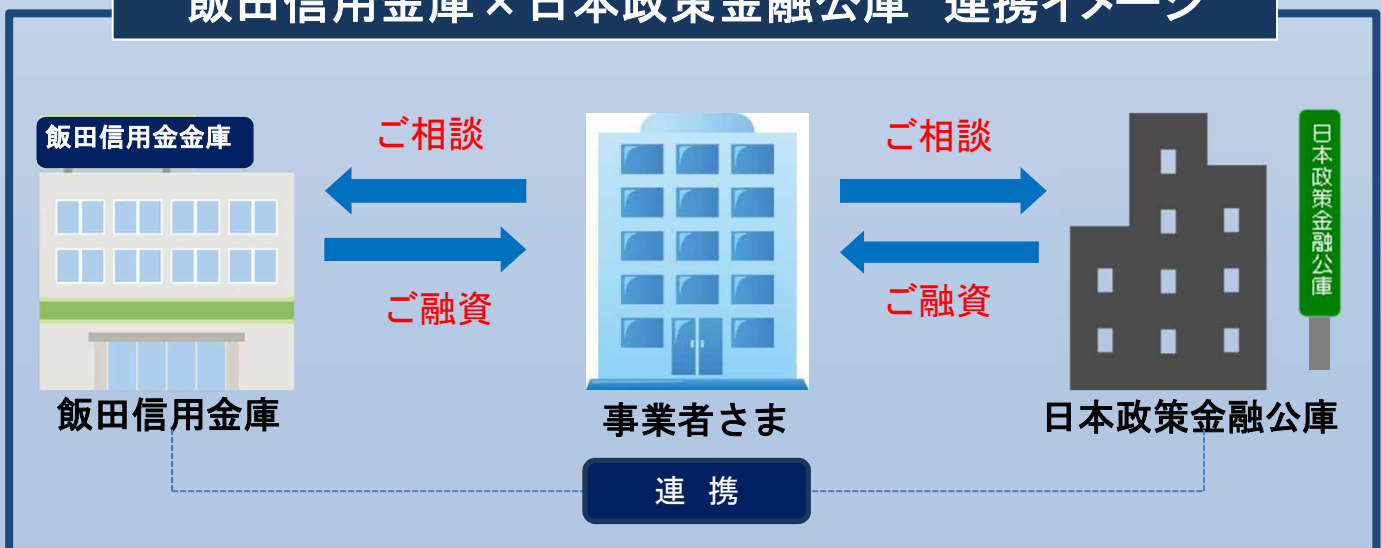 飯田信用金庫×日本政策金融公庫 連携イメージ
飯田信用金金庫
ご相談
ご融資
飯田信用金庫
事業者さま
ご相談
ご融資
日本政策金融公庫
日本政策金融公庫
連 携